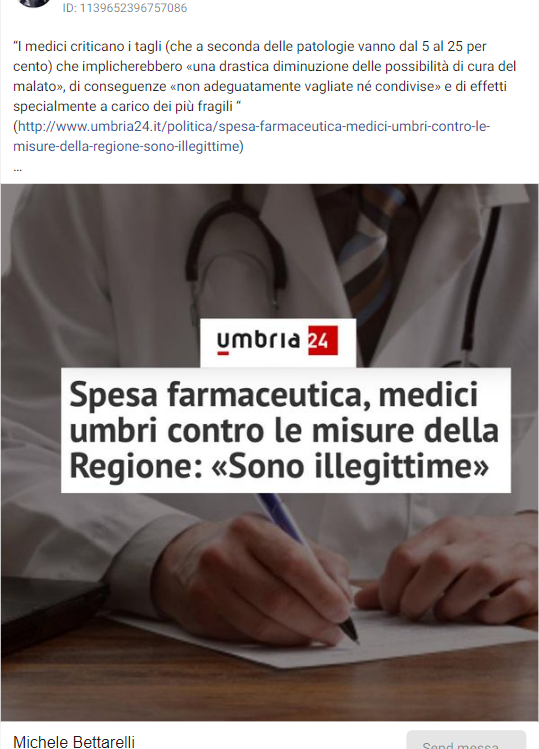 ID: 1139652396757086
“I medici criticano i tagli (che a seconda delle patologie vanno dal 5 al 25 per
cento) che implicherebbero «una drastica diminuzione delle possibilità di cura del
malato», di conseguenze «non adeguatamente vagliate né condivise» e di effetti
specialmente a carico dei più fragili “
(http://www.umbria24.it/politica/spesa-farmaceutica-medici-umbri-contro-le-
misure-della-regione-sono-illegittime)
...
umbria 24
Spesa farmaceutica, medici
umbri contro le misure della
Regione: «Sono illegittime»
Michele Bettarelli
Send messa...